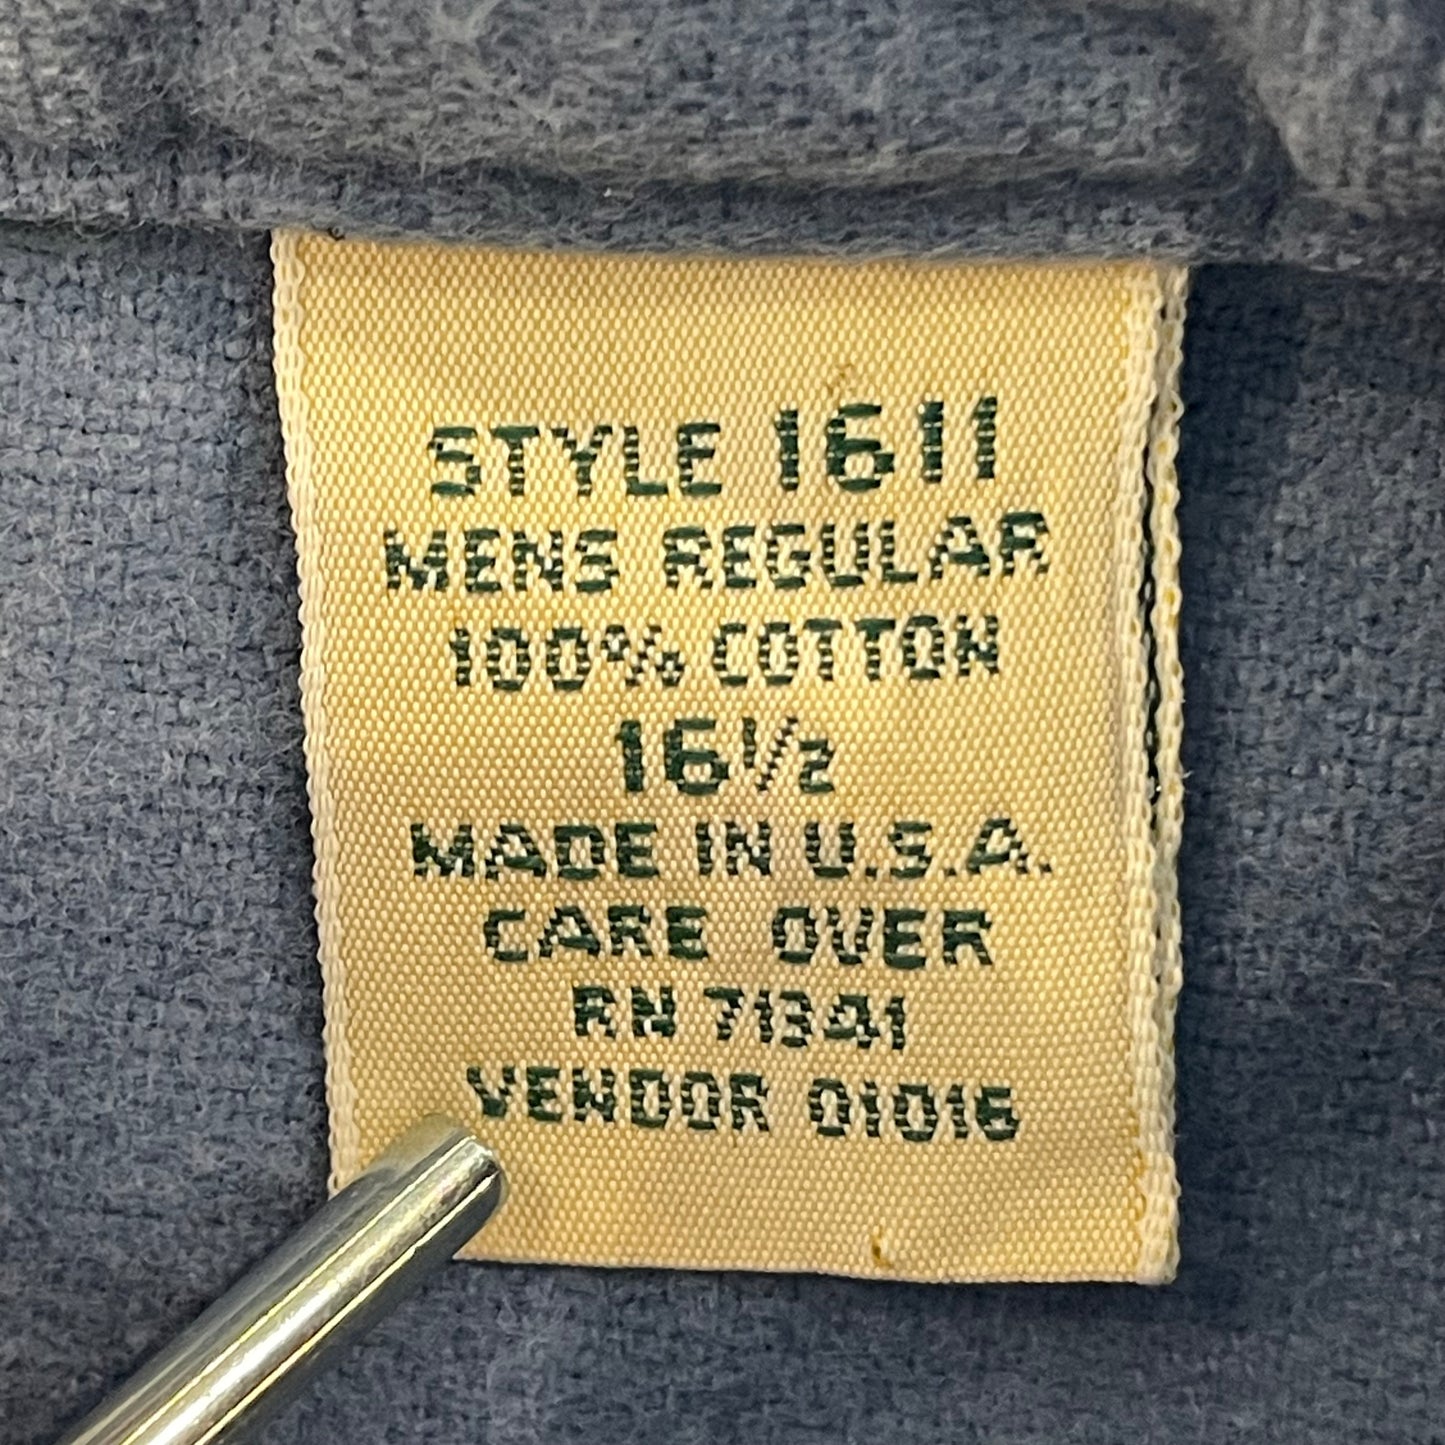 STYLE 1611
MENS REGULAR
100% COTTON
16½
MADE IN U.S.A.
CARE OVER
RN 71341
VENDOR 01016